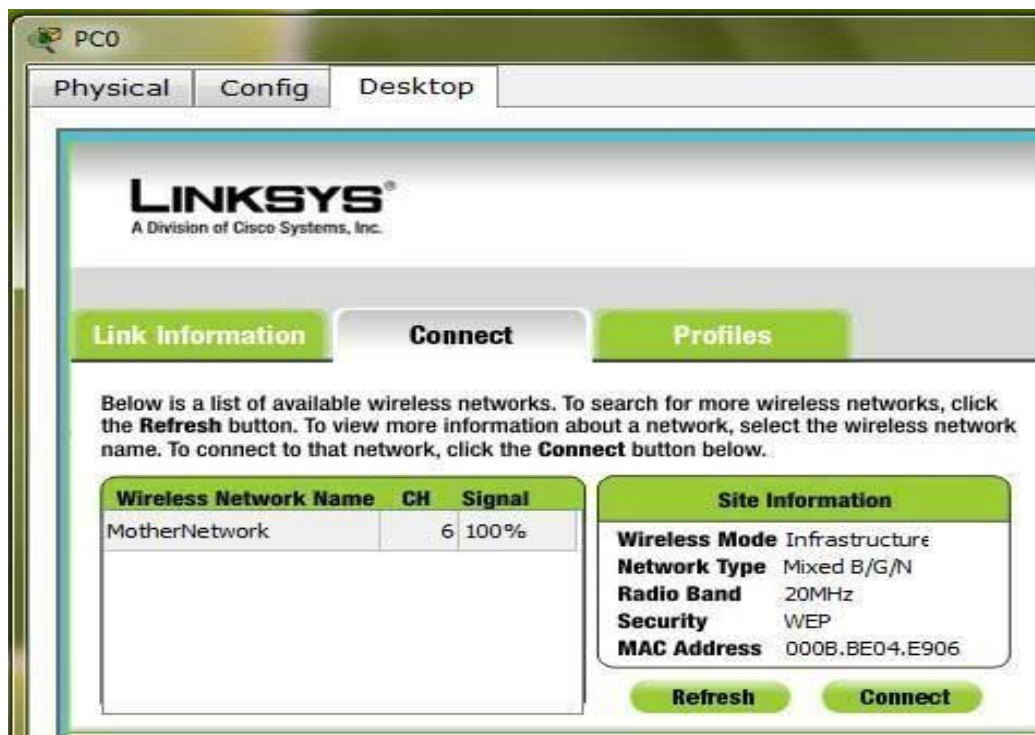 PC0
Physical Config Desktop
LINKSYS®
A Division of Cisco Systems, Inc.
Link Information Connect Profiles
Below is a list of available wireless networks. To search for more wireless networks, click
the Refresh button. To view more information about a network, select the wireless network
name. To connect to that network, click the Connect button below.
Wireless Network Name CH Signal
MotherNetwork 6 100%
Site Information
Wireless Mode Infrastructure
Network Type Mixed B/G/N
Radio Band 20MHz
Security WEP
MAC Address 000B.BE04.E906
Refresh Connect